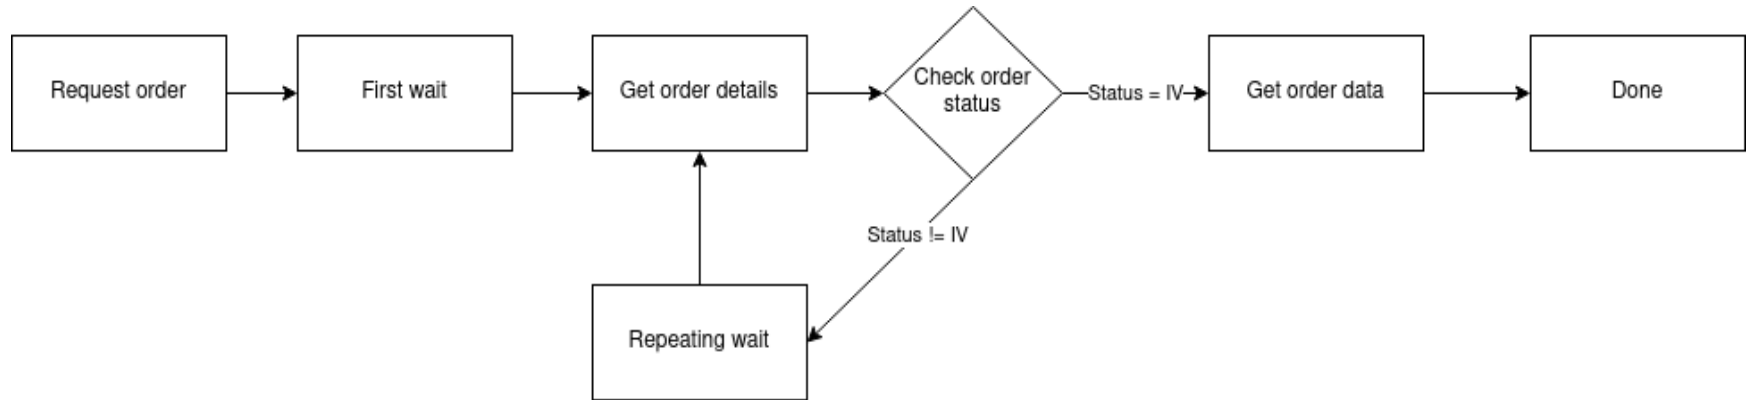 Request order
First wait
Get order details
Check order
status
Status = IV
Get order data
Done
Status != IV
Repeating wait